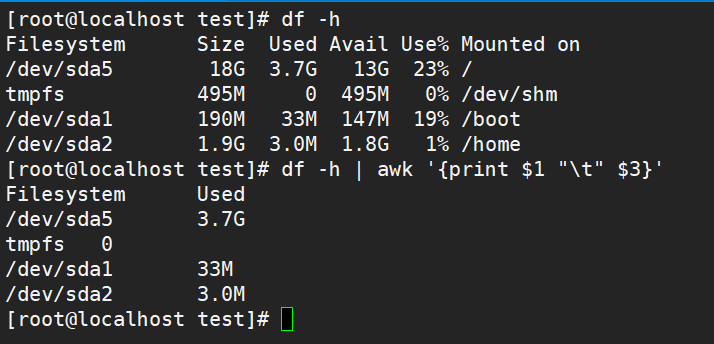 [root@localhost test]# df -h
Filesystem      Size  Used Avail Use% Mounted on
/dev/sda5        18G  3.7G   13G  23% /
tmpfs           495M     0  495M   0% /dev/shm
/dev/sda1       190M   33M  147M  19% /boot
/dev/sda2       1.9G  3.0M  1.8G   1% /home
[root@localhost test]# df -h | awk '{print $1 "\t" $3}'
Filesystem      Used
/dev/sda5       3.7G
tmpfs   0
/dev/sda1       33M
/dev/sda2       3.0M
[root@localhost test]#